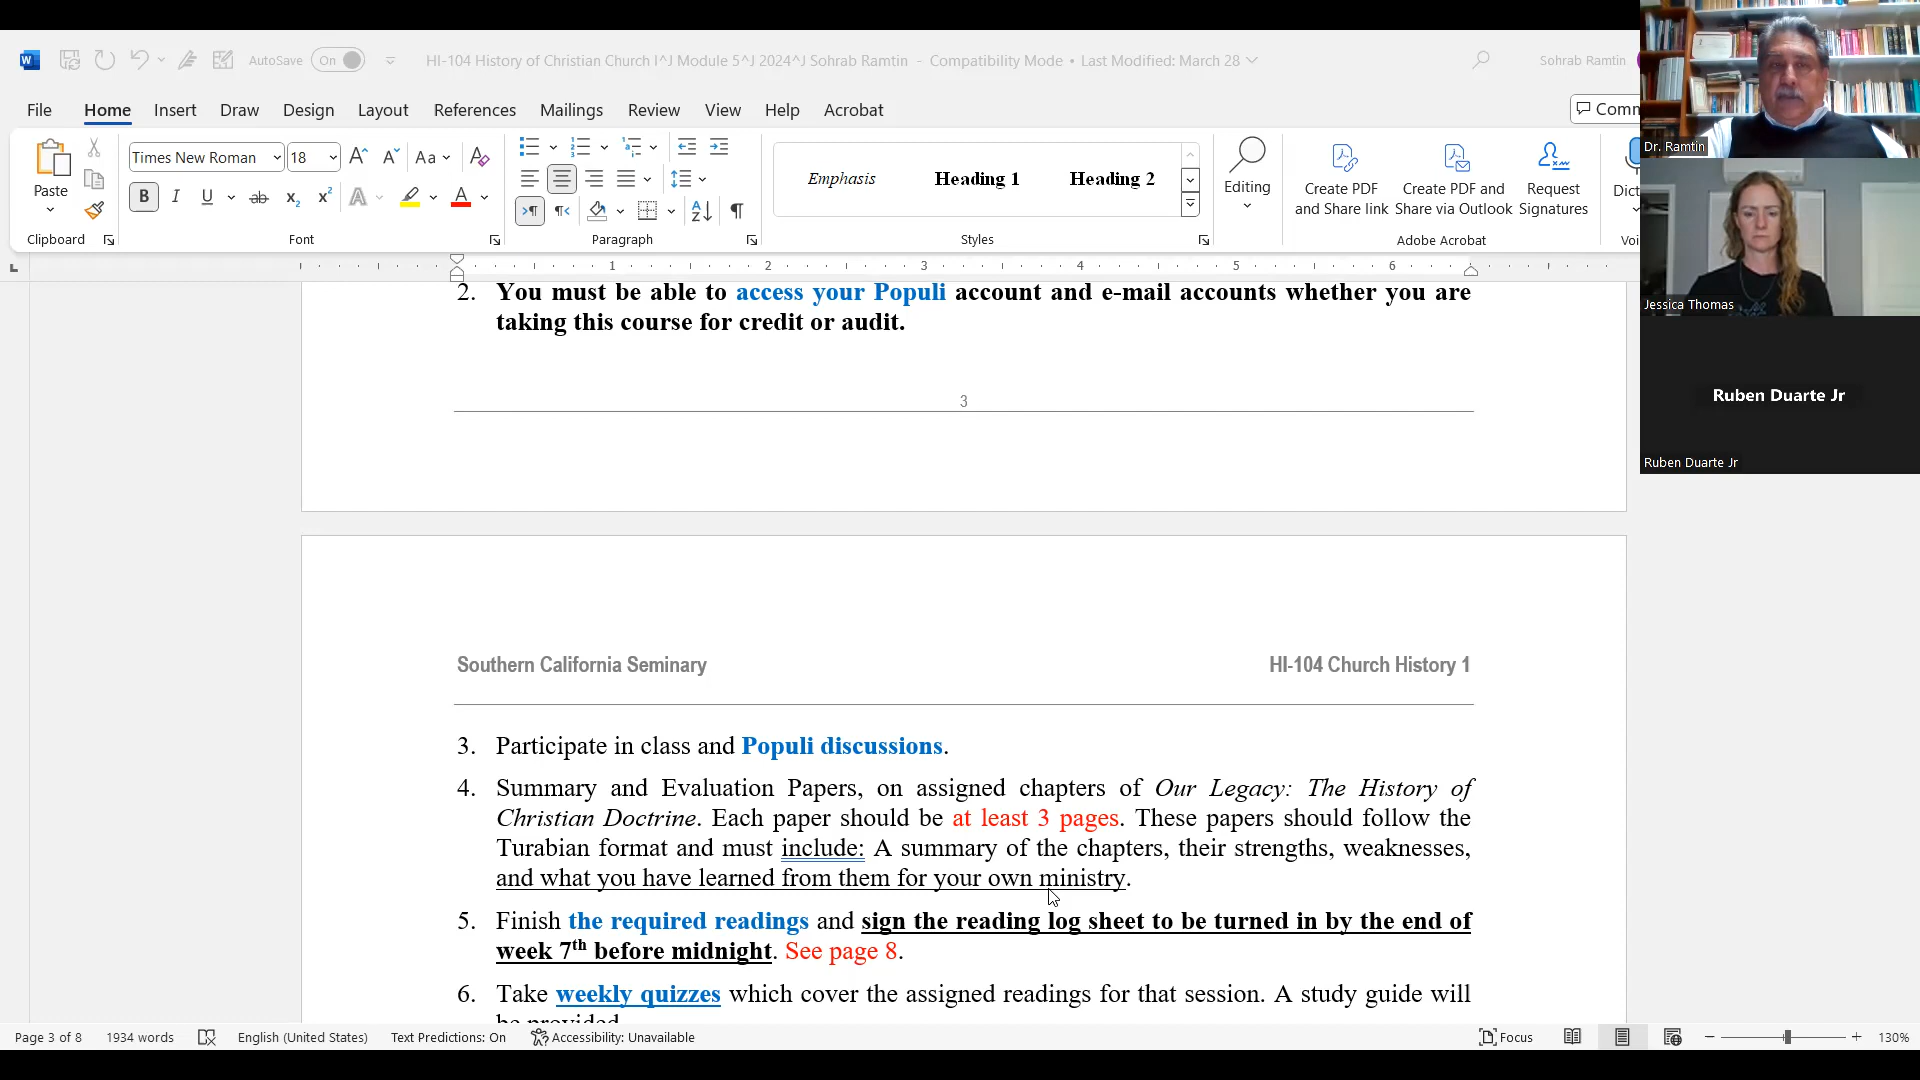 AutoSave On
HI-104 History of Christian Church I^J Module 5^J 2024^J Sohrab Ramtin - Compatibility Mode • Last Modified: March 28
Sohrab Ramtin
File Home Insert Draw Design Layout References Mailings Review View Help Acrobat
Comm
Paste
Times New Roman 18
Emphasis Heading 1 Heading 2
Editing
Create PDF and Share link
Create PDF and Share via Outlook
Request Signatures
Dict
Clipboard Font Paragraph Styles Adobe Acrobat Voi
1 2 3 4 5 6
2. You must be able to access your Populi account and e-mail accounts whether you are
taking this course for credit or audit.
3
Southern California Seminary HI-104 Church History 1
3. Participate in class and Populi discussions.
4. Summary and Evaluation Papers, on assigned chapters of Our Legacy: The History of
Christian Doctrine. Each paper should be at least 3 pages. These papers should follow the
Turabian format and must include: A summary of the chapters, their strengths, weaknesses,
and what you have learned from them for your own ministry.
5. Finish the required readings and sign the reading log sheet to be turned in by the end of
week 7th before midnight. See page 8.
6. Take weekly quizzes which cover the assigned readings for that session. A study guide will
be provided.
Page 3 of 8 1934 words English (United States) Text Predictions: On Accessibility: Unavailable Focus 130%
Dr. Ramtin
Jessica Thomas
Ruben Duarte Jr
Ruben Duarte Jr